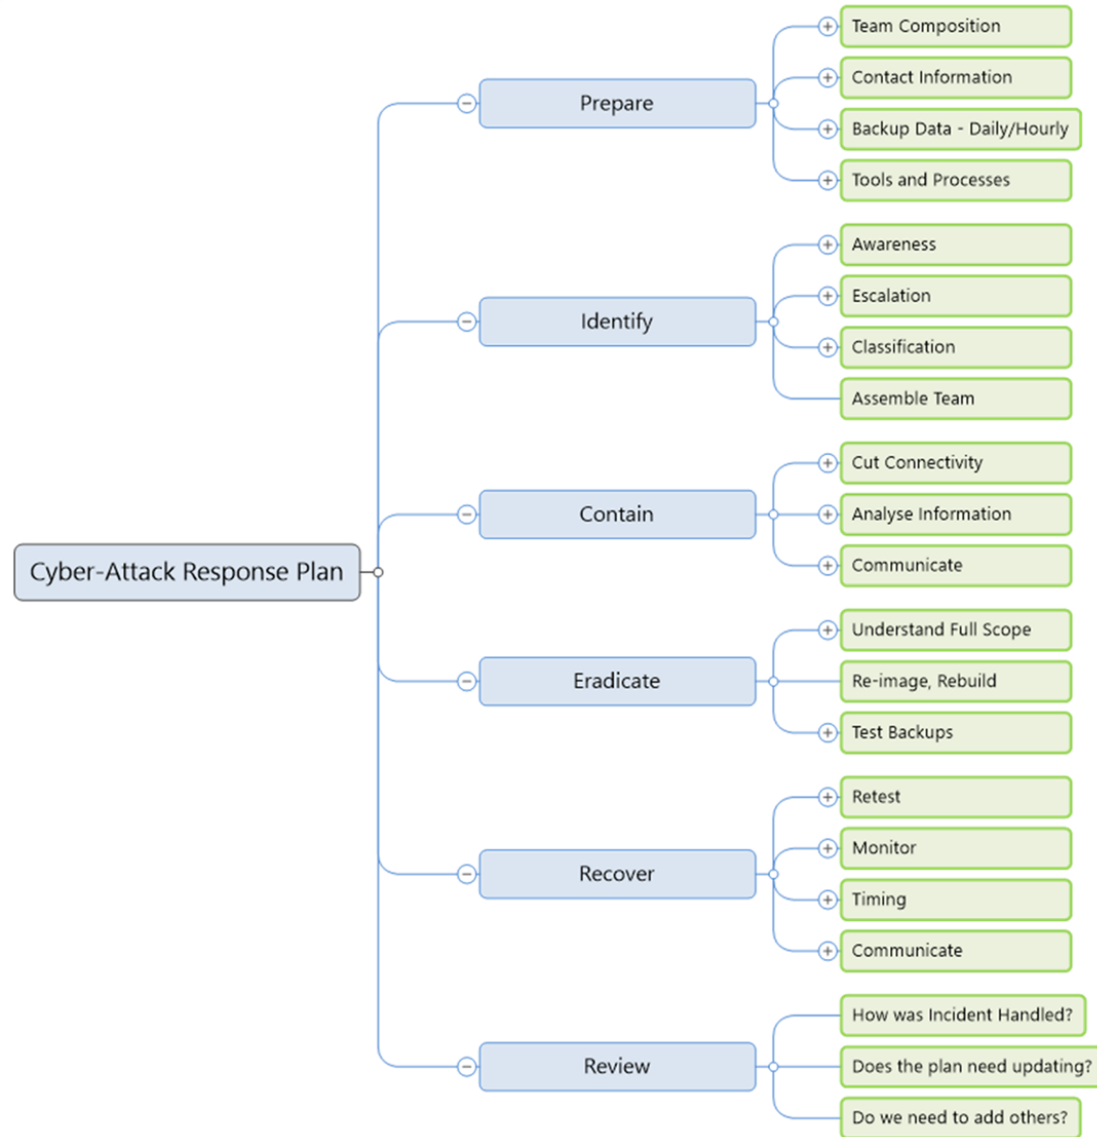 Cyber-Attack Response Plan
Prepare
Team Composition
Contact Information
Backup Data - Daily/Hourly
Tools and Processes
Identify
Awareness
Escalation
Classification
Assemble Team
Contain
Cut Connectivity
Analyse Information
Communicate
Eradicate
Understand Full Scope
Re-image, Rebuild
Test Backups
Recover
Retest
Monitor
Timing
Communicate
Review
How was Incident Handled?
Does the plan need updating?
Do we need to add others?